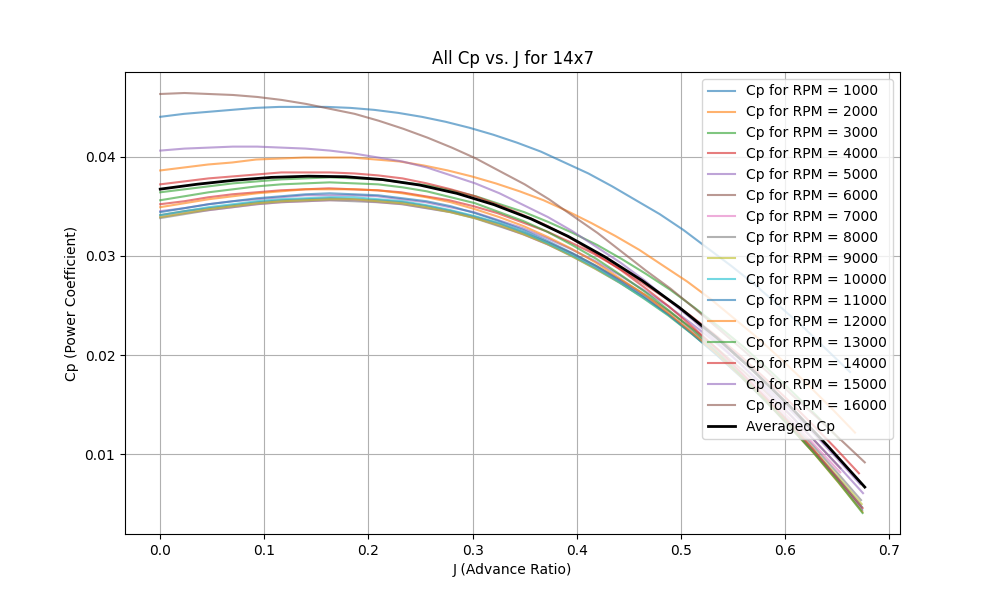 All Cp vs. J for 14x7
Cp (Power Coefficient)
0.04
0.03
0.02
0.01
Cp for RPM = 1000
Cp for RPM = 2000
Cp for RPM = 3000
Cp for RPM = 4000
Cp for RPM = 5000
Cp for RPM = 6000
Cp for RPM = 7000
Cp for RPM = 8000
Cp for RPM = 9000
Cp for RPM = 10000
Cp for RPM = 11000
Cp for RPM = 12000
Cp for RPM = 13000
Cp for RPM = 14000
Cp for RPM = 15000
Cp for RPM = 16000
Averaged Cp
0.0 0.1 0.2 0.3 0.4 0.5 0.6 0.7
J (Advance Ratio)